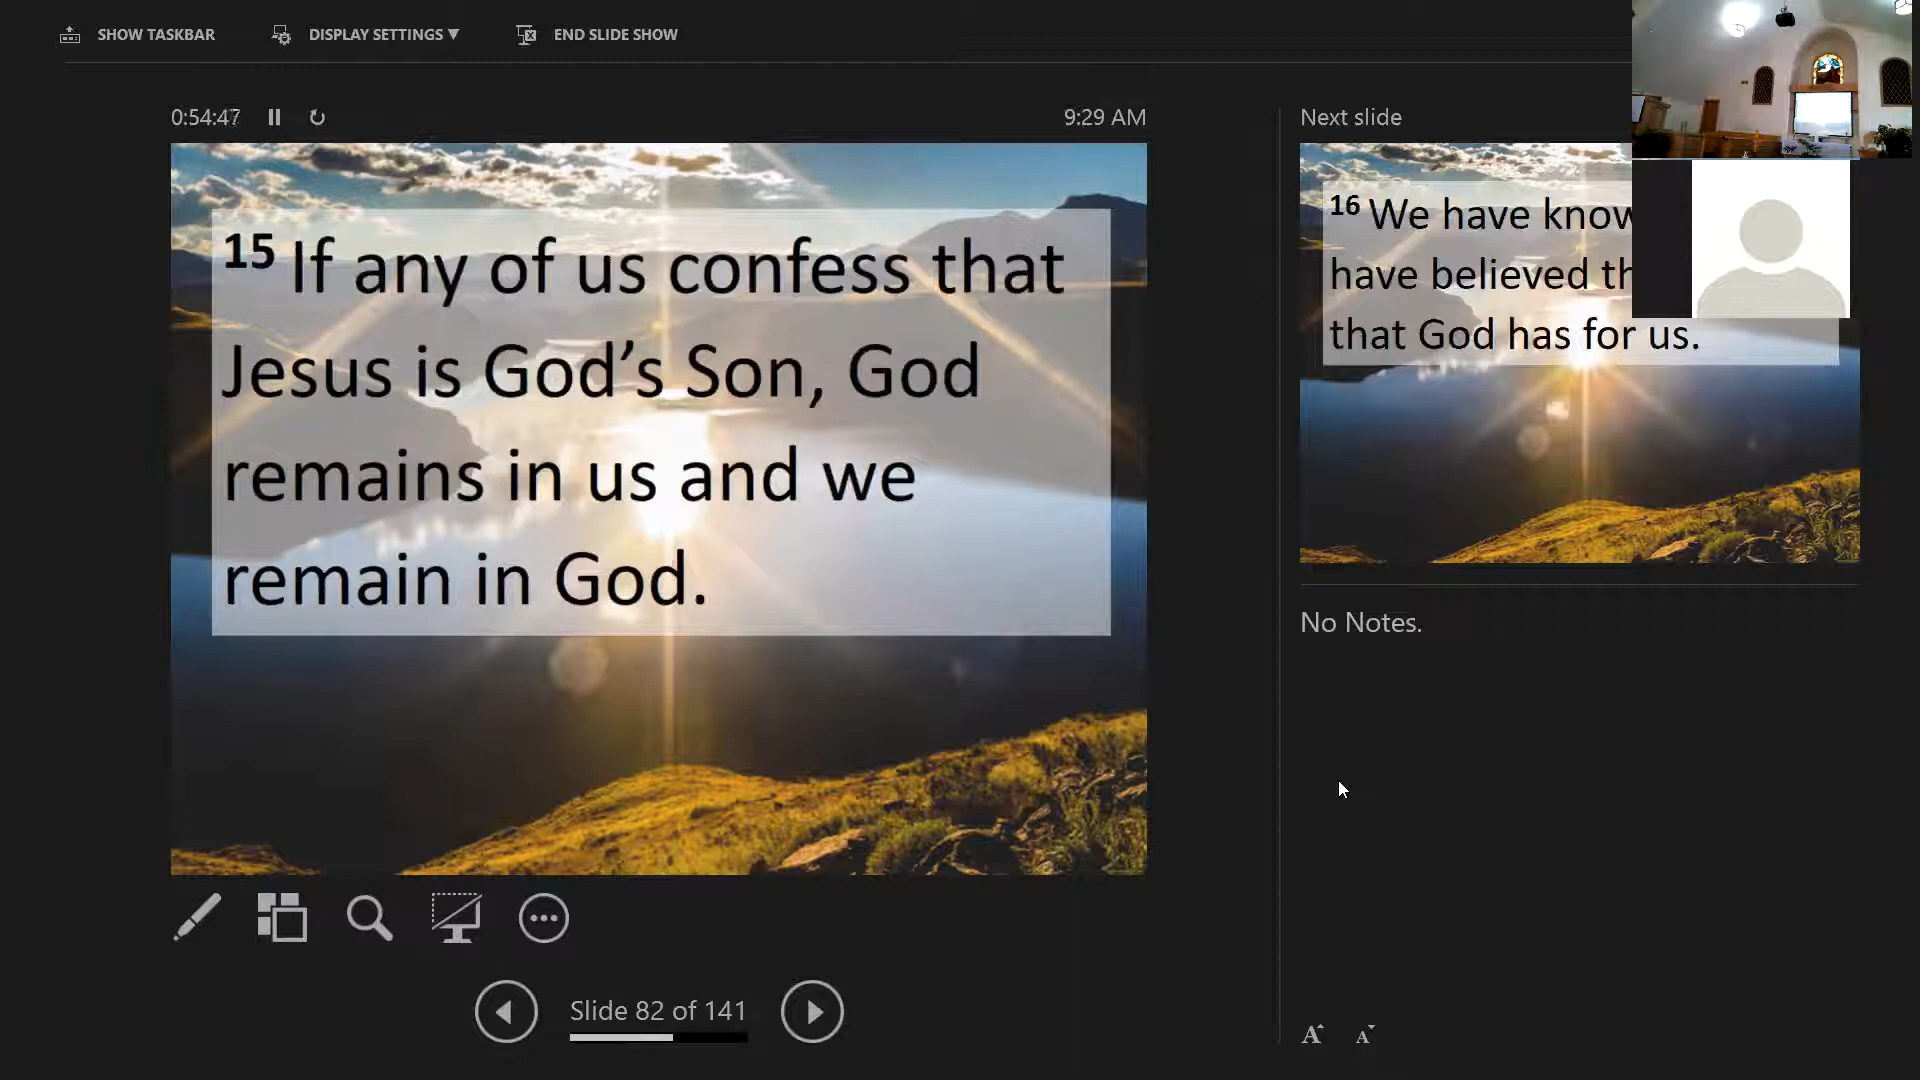 SHOW TASKBAR
DISPLAY SETTINGS ▼
END SLIDE SHOW
0:54:47
9:29 AM
15 If any of us confess that
Jesus is God’s Son, God
remains in us and we
remain in God.
Slide 82 of 141
Next slide
16 We have
have believed
that God has for us.
No Notes.
A A